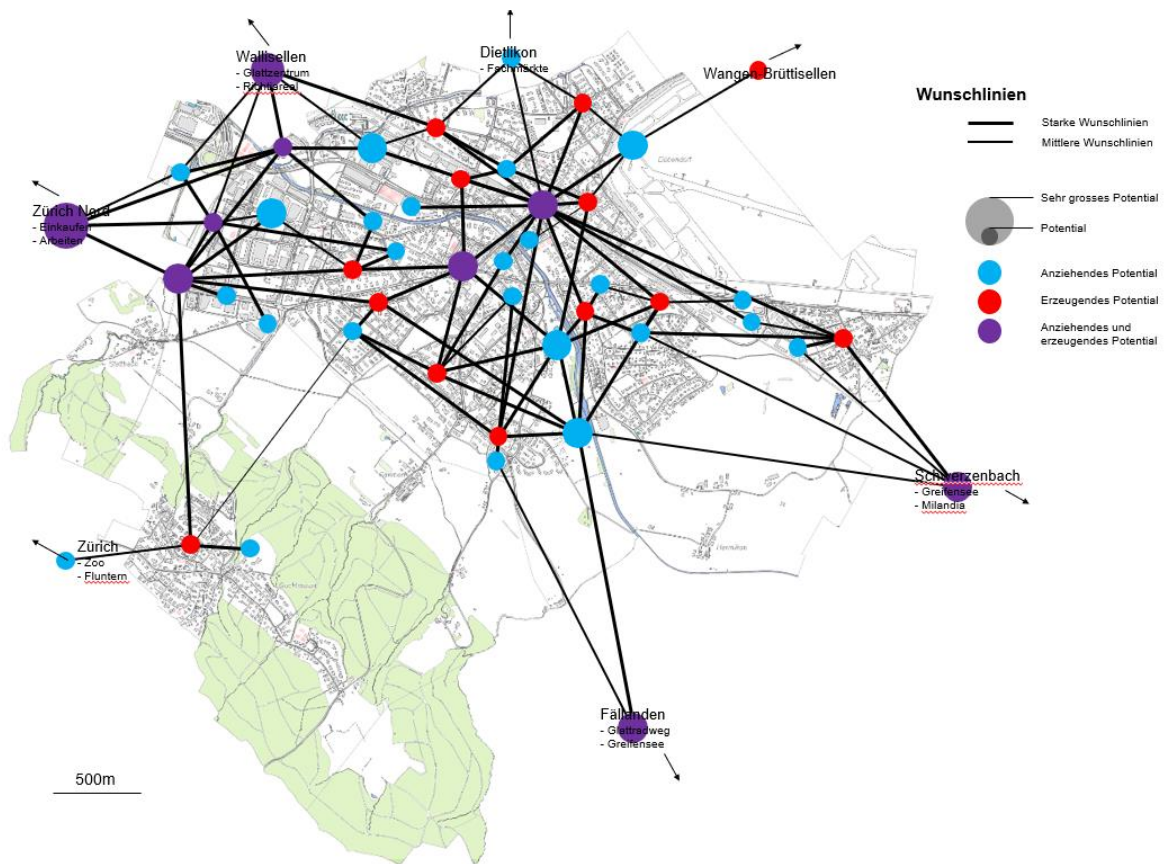 Wallisellen
- Glattzentrum
- Richtiareal
Dietlikon
- Fachmärkte
Wangen-Brüttisellen
Wunschlinien
Starke Wunschlinien
Mittlere Wunschlinien
Sehr grosses Potential
Potential
Anziehendes Potential
Erzeugendes Potential
Anziehendes und
erzeugendes Potential
Zürich Nord
- Einkaufen
- Arbeiten
Schwerzenbach
- Greifensee
- Milandia
Zürich
- Zoo
- Fluntern
Fällanden
- Glattradweg
- Greifensee
500m